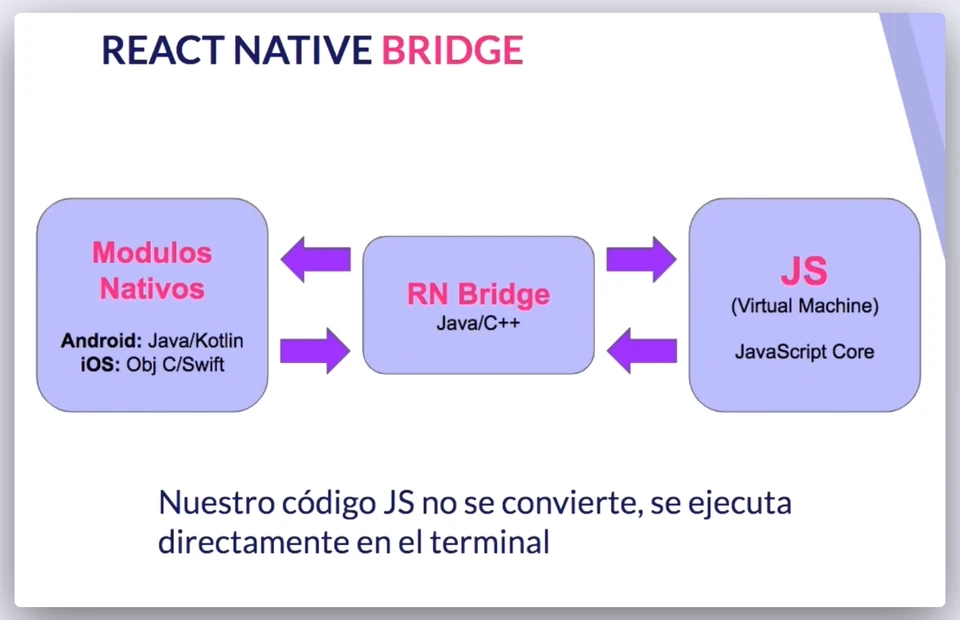 REACT NATIVE BRIDGE
Modulos
Nativos
Android: Java/Kotlin
iOS: Obj C/Swift
RN Bridge
Java/C++
JS
(Virtual Machine)
JavaScript Core
Nuestro código JS no se convierte, se ejecuta
directamente en el terminal